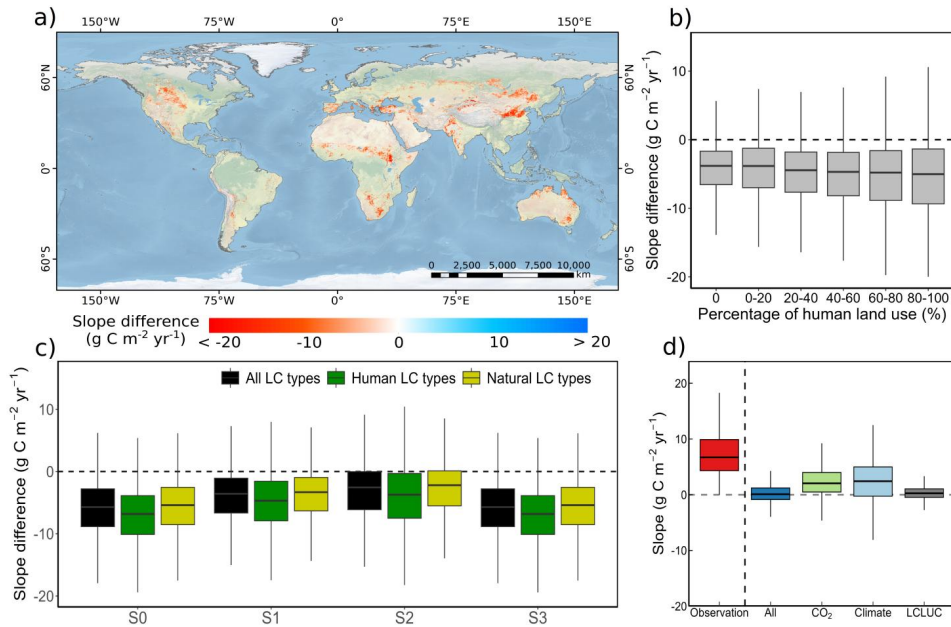 a)
150°W 75°W 0° 75°E 150°E
60°N 60°N
0° 0°
60°S 60°S
0 2,500 5,000 7,500 10,000
km
150°W 75°W 0° 75°E 150°E
Slope difference
(g C m⁻² yr⁻¹)
< -20 -10 0 10 > 20
b)
Slope difference (g C m⁻² yr⁻¹)
10
0
-10
-20
0 0-20 20-40 40-60 60-80 80-100
Percentage of human land use (%)
c)
All LC types Human LC types Natural LC types
Slope difference (g C m⁻² yr⁻¹)
10
0
-10
-20
S0 S1 S2 S3
d)
Slope (g C m⁻² yr⁻¹)
20
10
0
-10
-20
Observation All CO₂ Climate LCLUC